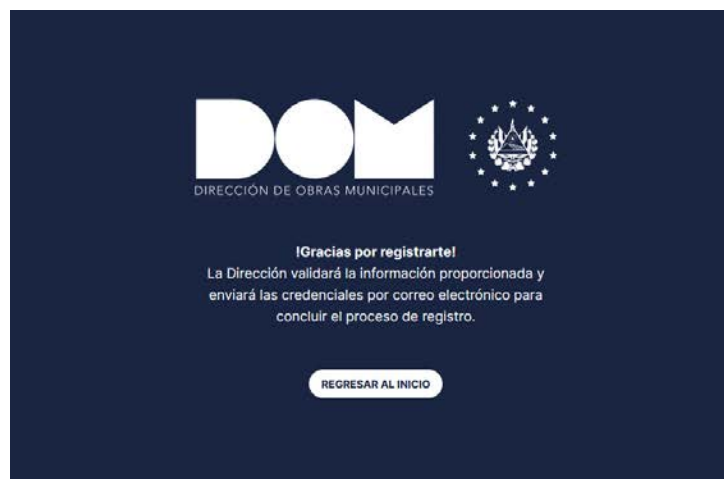 DOM
DIRECCIÓN DE OBRAS MUNICIPALES
!Gracias por registrarte!
La Dirección validará la información proporcionada y
enviará las credenciales por correo electrónico para
concluir el proceso de registro.
REGRESAR AL INICIO